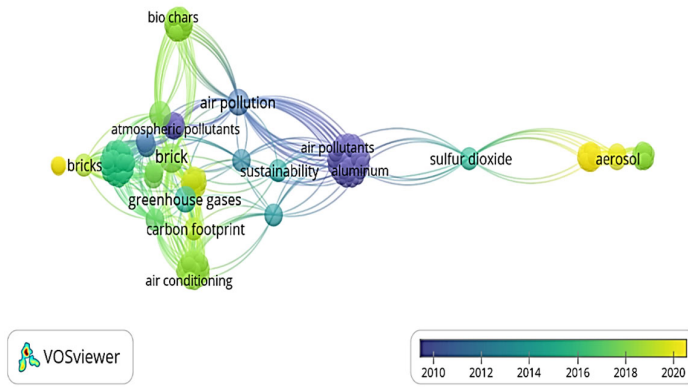 bio chars
air pollution
atmospheric pollutants
air pollutants
brick
bricks
sulfur dioxide
aerosol
sustainability
aluminum
greenhouse gases
carbon footprint
air conditioning
VOSviewer
2010 2012 2014 2016 2018 2020